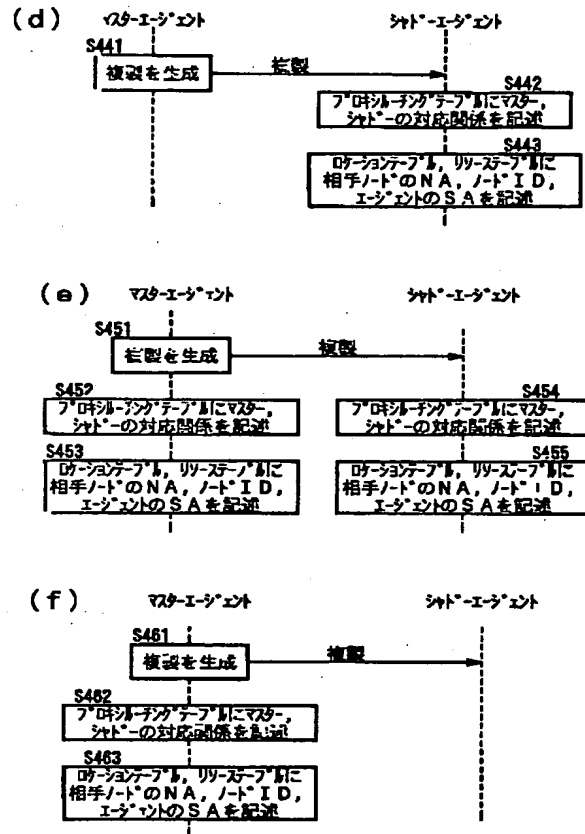 (d)
マスターエージェント シャドーエージェント
S441
複製を生成
複製
S442
プロキシルーチングテーブルにマスター,
シャドーの対応関係を記述
S443
ロケーションテーブル, リソーステーブルに
相手ノードのNA, ノードID,
エージェントのSAを記述
(e)
マスターエージェント シャドーエージェント
S451
複製を生成
複製
S452
プロキシルーチングテーブルにマスター,
シャドーの対応関係を記述
S453
ロケーションテーブル, リソーステーブルに
相手ノードのNA, ノードID,
エージェントのSAを記述
S454
プロキシルーチングテーブルにマスター,
シャドーの対応関係を記述
S455
ロケーションテーブル, リソーステーブルに
相手ノードのNA, ノードID,
エージェントのSAを記述
(f)
マスターエージェント シャドーエージェント
S461
複製を生成
複製
S462
プロキシルーチングテーブルにマスター,
シャドーの対応関係を記述
S463
ロケーションテーブル, リソーステーブルに
相手ノードのNA, ノードID,
エージェントのSAを記述